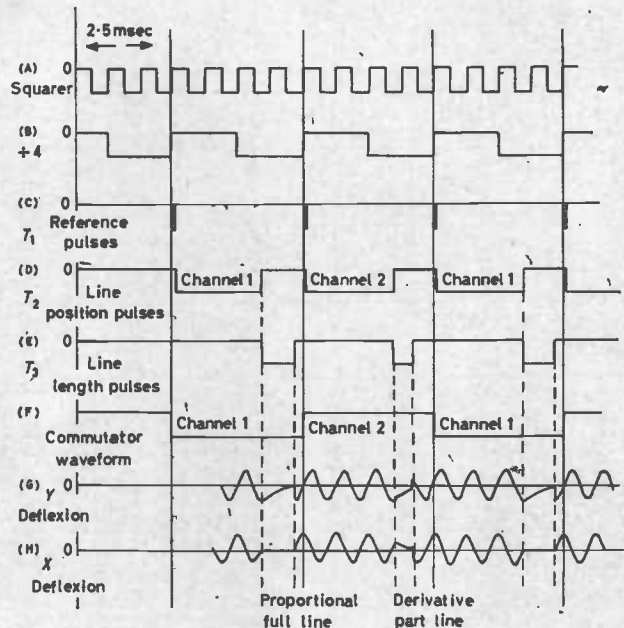 2·5 msec
(A) 0
Squarer
(B) 0
÷4
(C) 0
T1 Reference pulses
(D) 0 Channel 1 Channel 2 Channel 1
T2 Line position pulses
(E) 0
T3 Line length pulses
(F) Channel 1 Channel 2 Channel 1
Commutator waveform
(G) Y 0
Deflexion
(H) X 0
Deflexion
Proportional full line Derivative part line